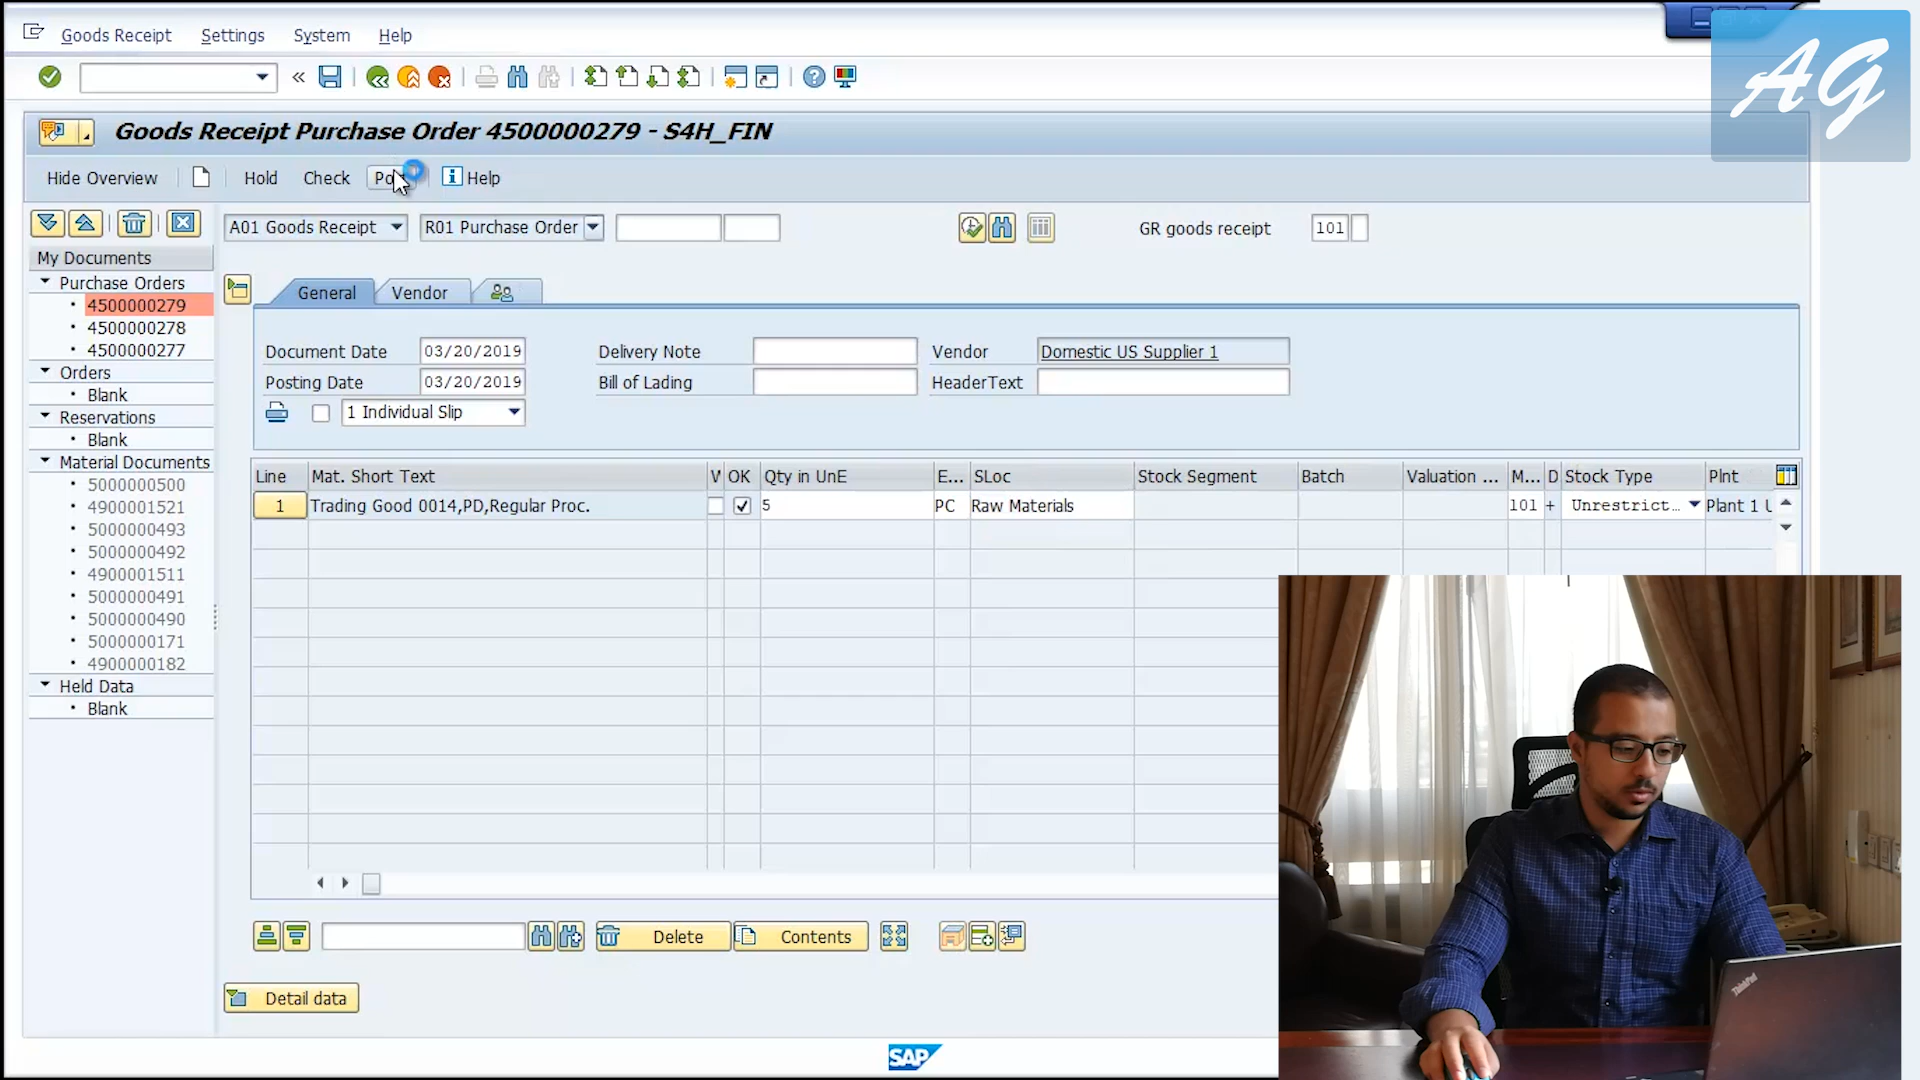 Goods Receipt Settings System Help
AG
Goods Receipt Purchase Order 4500000279 - S4H_FIN
Hide Overview Hold Check Help
A01 Goods Receipt R01 Purchase Order GR goods receipt 101
My Documents
Purchase Orders
4500000279
4500000278
4500000277
Orders
Blank
Reservations
Blank
Material Documents
5000000500
4900001521
5000000493
5000000492
4900001511
5000000491
5000000490
5000000171
4900000182
Held Data
Blank
General Vendor
Document Date 03/20/2019 Delivery Note Vendor Domestic US Supplier 1
Posting Date 03/20/2019 Bill of Lading HeaderText
1 Individual Slip
Line Mat. Short Text V OK Qty in UnE E... SLoc Stock Segment Batch Valuation ... M... D Stock Type Plnt
1 Trading Good 0014,PD,Regular Proc. 5 PC Raw Materials 101 + Unrestrict... Plant 1 U
Delete Contents
Detail data
SAP
ThinkPad